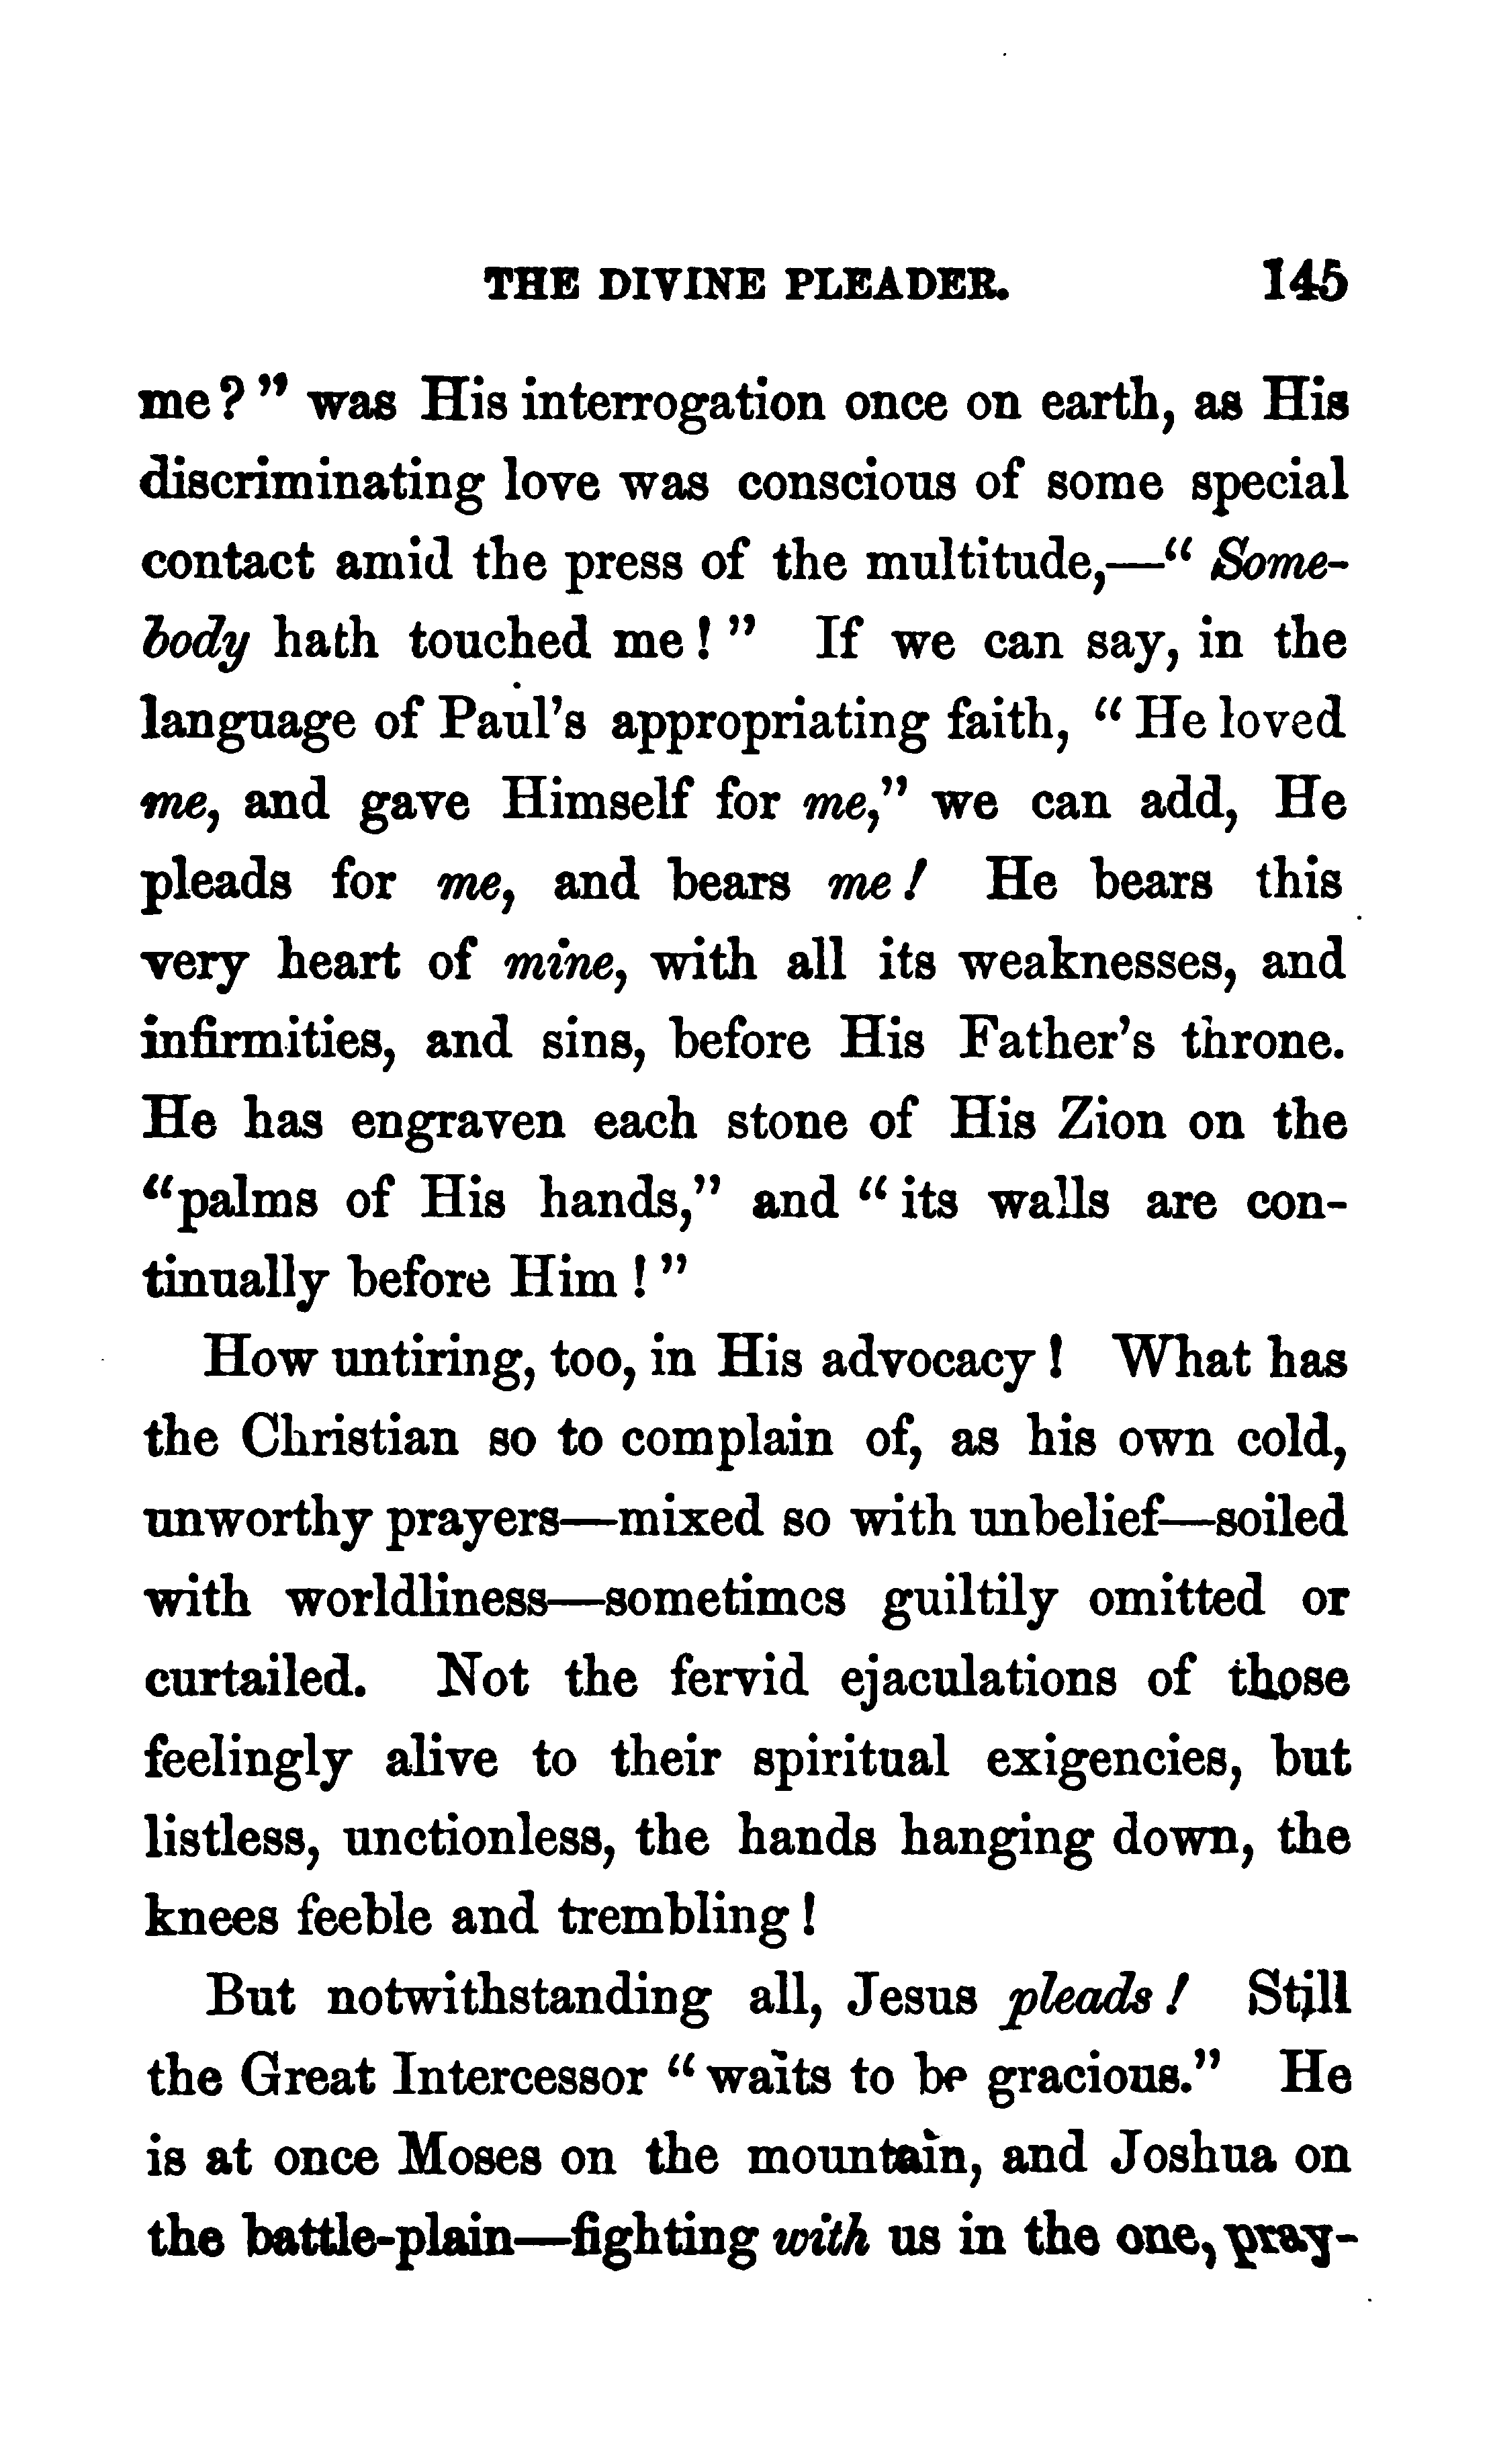 THE DIVINE PLEADER. 145
me?" was His interrogation once on earth, as His
discriminating love was conscious of some special
contact amid the press of the multitude,—"Some-
body hath touched me!" If we can say, in the
language of Paul's appropriating faith, "He loved
me, and gave Himself for me," we can add, He
pleads for me, and bears me! He bears this
very heart of mine, with all its weaknesses, and
infirmities, and sins, before His Father's throne.
He has engraven each stone of His Zion on the
"palms of His hands," and "its walls are con-
tinually before Him!"
How untiring, too, in His advocacy! What has
the Christian so to complain of, as his own cold,
unworthy prayers—mixed so with unbelief—soiled
with worldliness—sometimes guiltily omitted or
curtailed. Not the fervid ejaculations of those
feelingly alive to their spiritual exigencies, but
listless, unctionless, the hands hanging down, the
knees feeble and trembling!
But notwithstanding all, Jesus pleads! Still
the Great Intercessor "waits to be gracious." He
is at once Moses on the mountain, and Joshua on
the battle-plain—fighting with us in the one, pray-